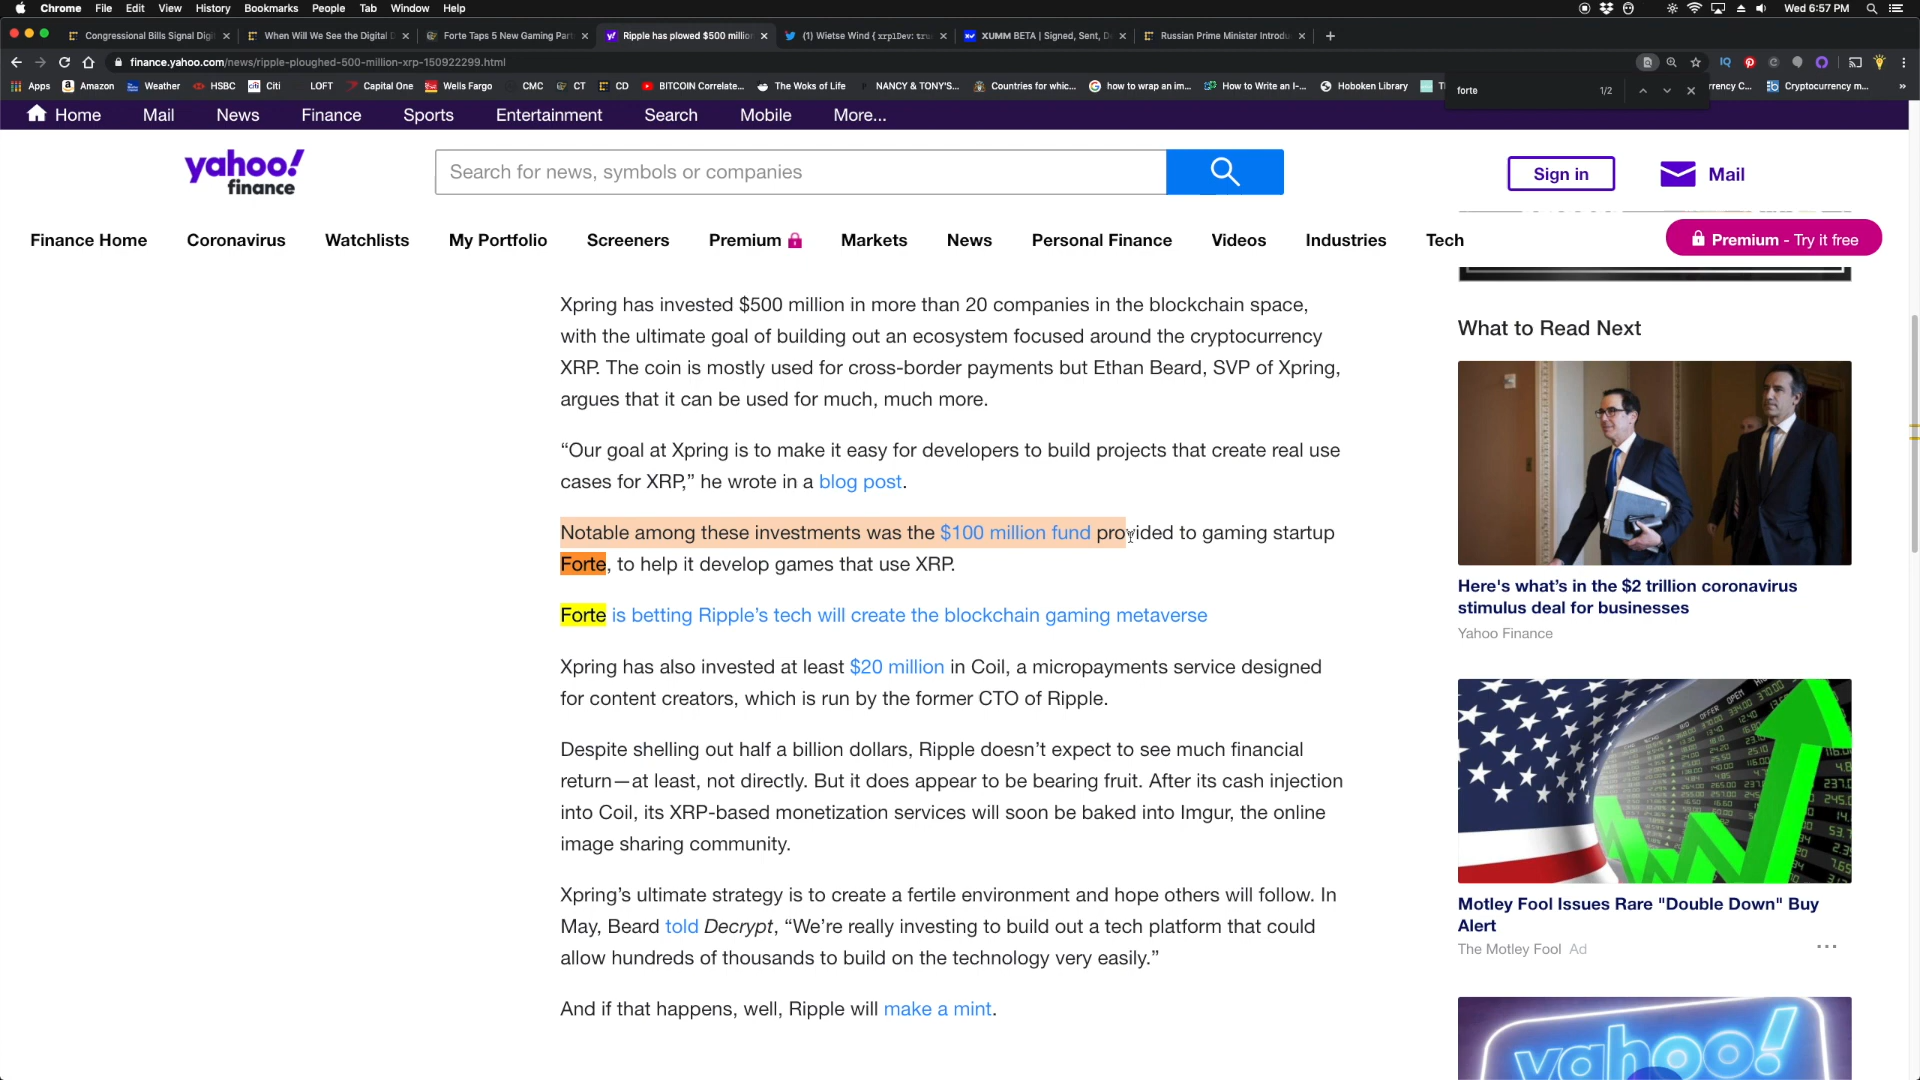 Chrome File Edit View History Bookmarks People Tab Window Help Wed 6:57 PM
Congressional Bills Signal Digi When Will We See the Digital D Forte Taps 5 New Gaming Part Ripple has plowed $500 million (1) Wietse Wind { xrplDev: tru XUMM BETA | Signed, Sent, D Russian Prime Minister Introdu
finance.yahoo.com/news/ripple-ploughed-500-million-xrp-150922299.html
Apps Amazon Weather HSBC Citi LOFT Capital One Wells Fargo CMC CT CD BITCOIN Correlate... The Woks of Life NANCY & TONY'S... Countries for whic... how to wrap an im... How to Write an I-... Hoboken Library rrency C... Cryptocurrency m... »
forte 1/2
Home Mail News Finance Sports Entertainment Search Mobile More...
yahoo! finance
Search for news, symbols or companies
Sign in Mail
Finance Home Coronavirus Watchlists My Portfolio Screeners Premium Markets News Personal Finance Videos Industries Tech
Premium - Try it free
Xpring has invested $500 million in more than 20 companies in the blockchain space,
with the ultimate goal of building out an ecosystem focused around the cryptocurrency
XRP. The coin is mostly used for cross-border payments but Ethan Beard, SVP of Xpring,
argues that it can be used for much, much more.
“Our goal at Xpring is to make it easy for developers to build projects that create real use
cases for XRP,” he wrote in a blog post.
Notable among these investments was the $100 million fund provided to gaming startup
Forte, to help it develop games that use XRP.
Forte is betting Ripple’s tech will create the blockchain gaming metaverse
Xpring has also invested at least $20 million in Coil, a micropayments service designed
for content creators, which is run by the former CTO of Ripple.
Despite shelling out half a billion dollars, Ripple doesn’t expect to see much financial
return—at least, not directly. But it does appear to be bearing fruit. After its cash injection
into Coil, its XRP-based monetization services will soon be baked into Imgur, the online
image sharing community.
Xpring’s ultimate strategy is to create a fertile environment and hope others will follow. In
May, Beard told Decrypt, “We’re really investing to build out a tech platform that could
allow hundreds of thousands to build on the technology very easily.”
And if that happens, well, Ripple will make a mint.
What to Read Next
Here's what’s in the $2 trillion coronavirus
stimulus deal for businesses
Yahoo Finance
Motley Fool Issues Rare "Double Down" Buy
Alert
The Motley Fool Ad
yahoo!